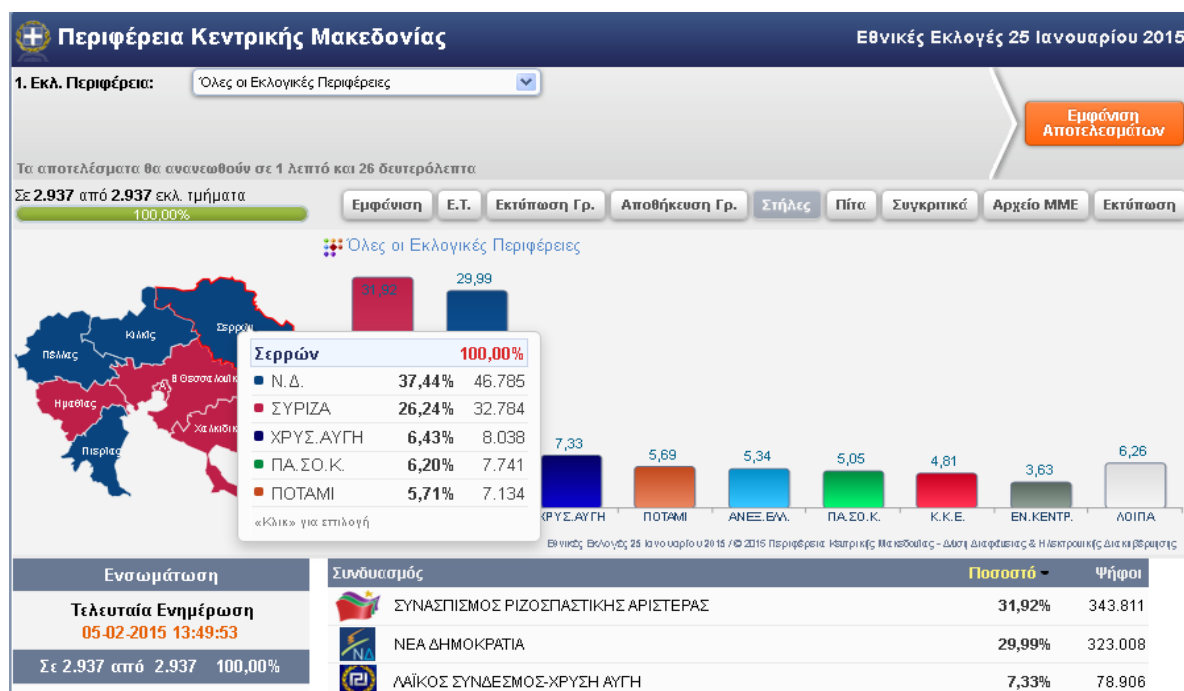 Περιφέρεια Κεντρικής Μακεδονίας
Εθνικές Εκλογές 25 Ιανουαρίου 2015
1. Εκλ. Περιφέρεια:
Όλες οι Εκλογικές Περιφέρειες
Εμφάνιση
Αποτελεσμάτων
Τα αποτελέσματα θα ανανεωθούν σε 1 λεπτό και 26 δευτερόλεπτα
Σε 2.937 από 2.937 εκλ. τμήματα
100,00%
Εμφάνιση Ε.Τ. Εκτύπωση Γρ. Αποθήκευση Γρ. Στήλες Πίτα Συγκριτικά Αρχείο ΜΜΕ Εκτύπωση
Όλες οι Εκλογικές Περιφέρειες
31,92
29,99
7,33
5,69
5,34
5,05
4,81
3,63
6,26
ΧΡΥΣ.ΑΥΓΗ ΠΟΤΑΜΙ ΑΝΕΞ.ΕΛΛ. ΠΑ.ΣΟ.Κ. Κ.Κ.Ε. ΕΝ.ΚΕΝΤΡ. ΛΟΙΠΑ
Σερρών
Κιλκίς
Πέλλας
Β Θεσσαλονίκ
Ημαθίας
Χαλκιδικ
Πιερίας
Σερρών 100,00%
Ν.Δ. 37,44% 46.785
ΣΥΡΙΖΑ 26,24% 32.784
ΧΡΥΣ.ΑΥΓΗ 6,43% 8.038
ΠΑ.ΣΟ.Κ. 6,20% 7.741
ΠΟΤΑΜΙ 5,71% 7.134
«Κλικ» για επιλογή
Εθνικές Εκλογές 25 Ιανουαρίου 2015 / © 2015 Περιφέρεια Κεντρικής Μακεδονίας - Δ/νση Διαφάνειας & Ηλεκτρονικής Διακυβέρνησης
Ενσωμάτωση
Τελευταία Ενημέρωση
05-02-2015 13:49:53
Σε 2.937 από 2.937 100,00%
Συνδυασμός Ποσοστό Ψήφοι
ΣΥΝΑΣΠΙΣΜΟΣ ΡΙΖΟΣΠΑΣΤΙΚΗΣ ΑΡΙΣΤΕΡΑΣ 31,92% 343.811
ΝΕΑ ΔΗΜΟΚΡΑΤΙΑ 29,99% 323.008
ΛΑΪΚΟΣ ΣΥΝΔΕΣΜΟΣ-ΧΡΥΣΗ ΑΥΓΗ 7,33% 78.906